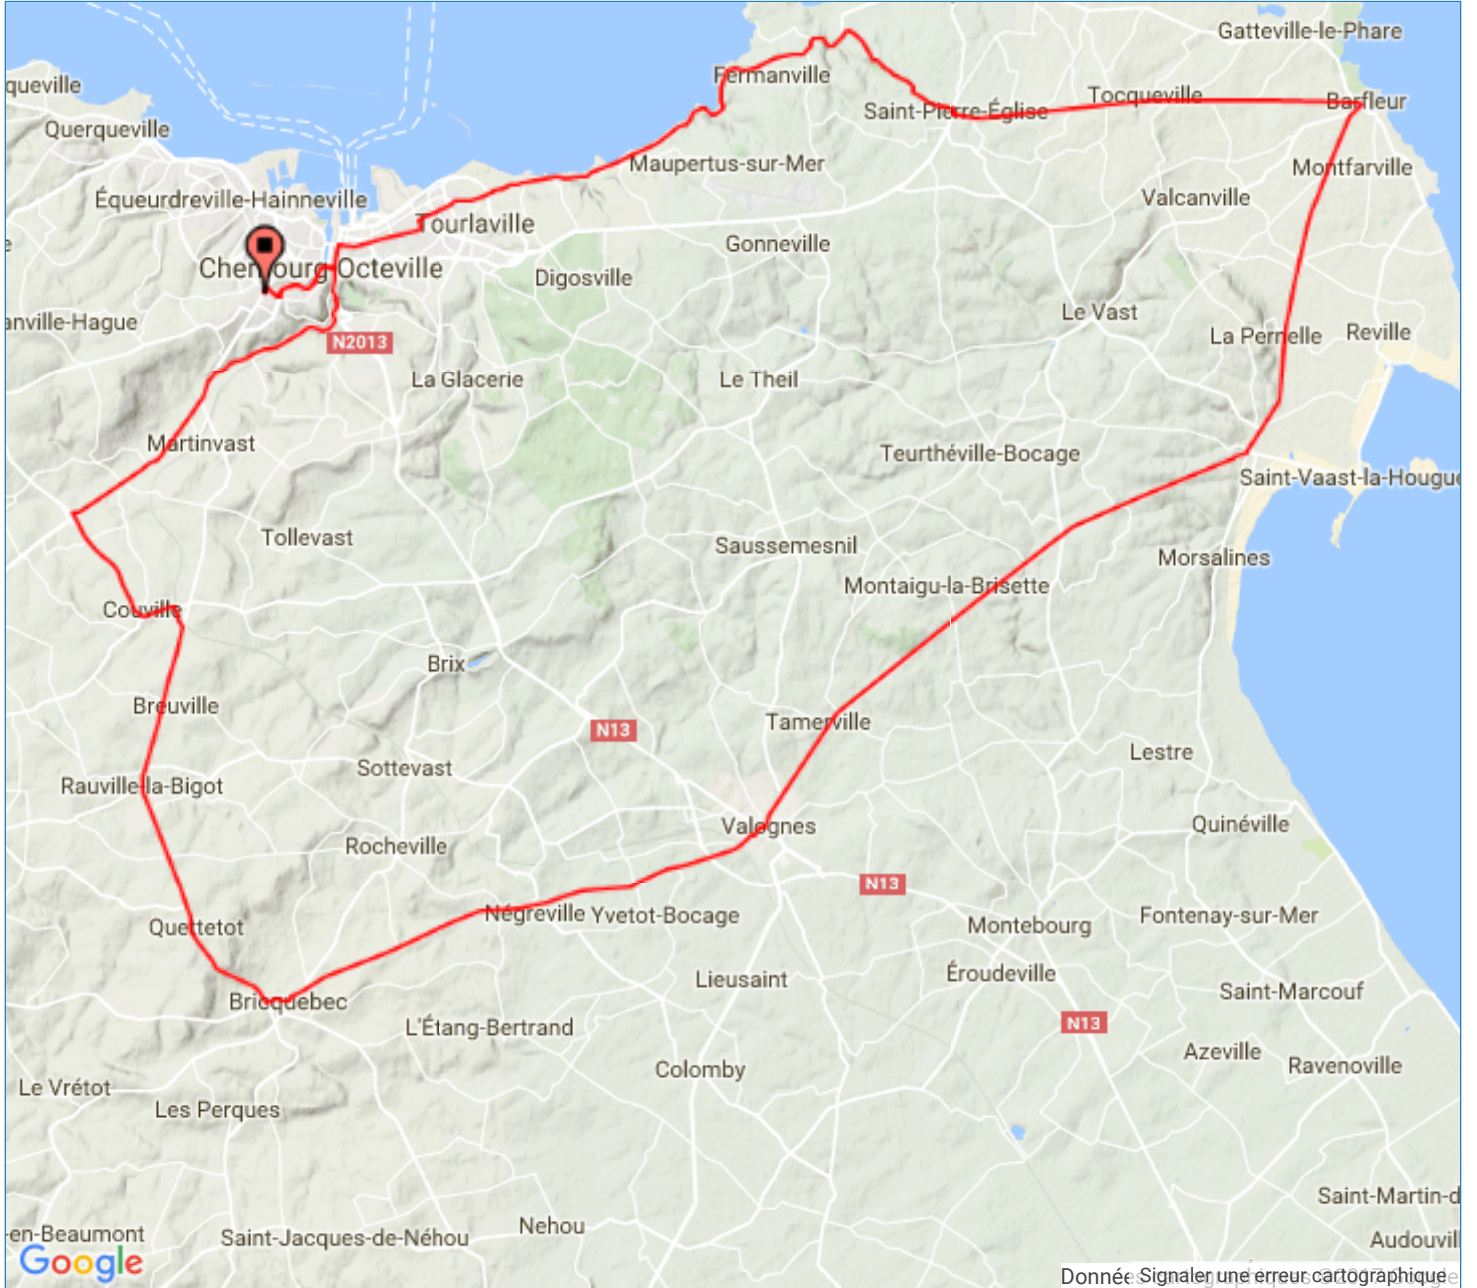 Gatteville-le-Phare
queville
Fermanville
Tocqueville
Barfleur
Saint-Pierre-Église
Querqueville
Maupertus-sur-Mer
Montfarville
Équeurdreville-Hainneville
Valcanville
Tourlaville
Gonneville
Cherbourg-Octeville
Digosville
anville-Hague
Le Vast
La Pernelle
Reville
N2013
La Glacerie
Le Theil
Martinvast
Teurthéville-Bocage
Saint-Vaast-la-Hougue
Tollevast
Saussemesnil
Morsalines
Montaigu-la-Brisette
Couville
Brix
Breuville
Tamerville
N13
Lestre
Sottevast
Rauville-la-Bigot
Valognes
Quinéville
Rocheville
N13
Négreville
Yvetot-Bocage
Fontenay-sur-Mer
Quettetot
Montebourg
Éroudeville
Lieusaint
Saint-Marcouf
Bricquebec
L'Étang-Bertrand
N13
Azeville
Ravenoville
Colomby
Le Vrétot
Les Perques
Saint-Martin-d
-en-Beaumont
Saint-Jacques-de-Néhou
Nehou
Audouvil
Google
Signaler une erreur cartographique